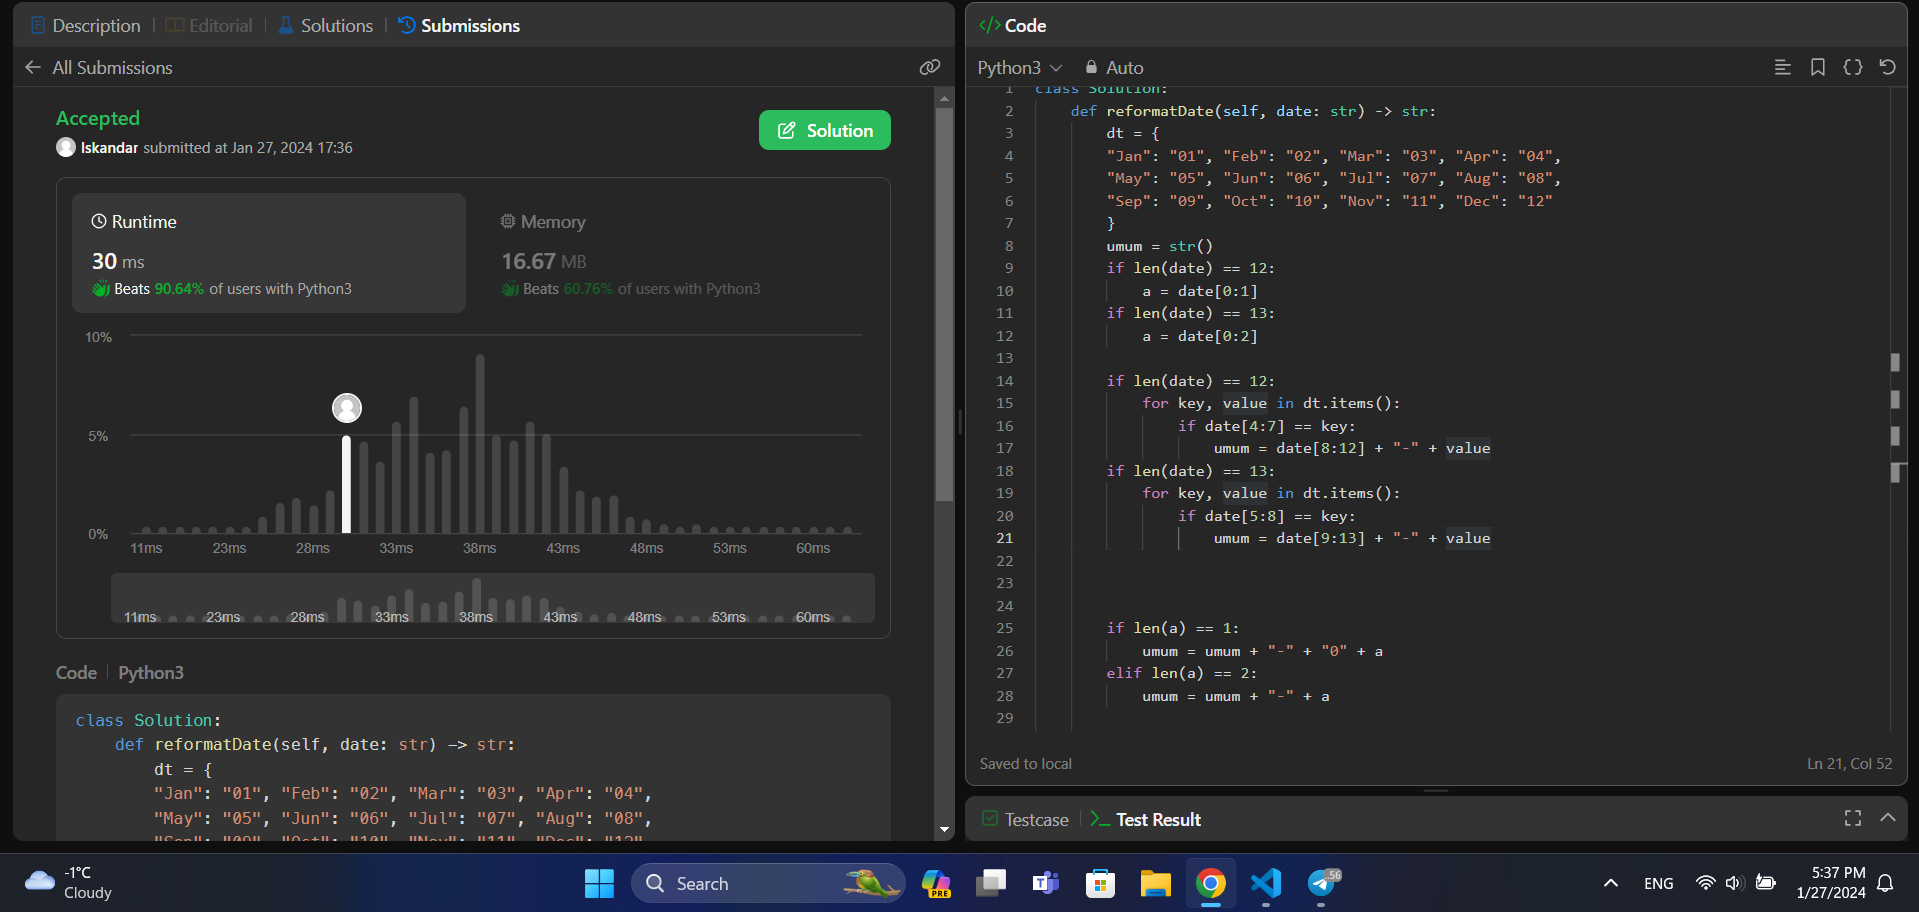 Description | Editorial | Solutions | Submissions
All Submissions
Accepted
Iskandar submitted at Jan 27, 2024 17:36
Solution
Runtime
30 ms
Beats 90.64% of users with Python3
Memory
16.67 MB
Beats 60.76% of users with Python3
10%
5%
0%
11ms 23ms 28ms 33ms 38ms 43ms 48ms 53ms 60ms
11ms 23ms 28ms 33ms 38ms 43ms 48ms 53ms 60ms
Code | Python3
class Solution:
def reformatDate(self, date: str) -> str:
dt = {
"Jan": "01", "Feb": "02", "Mar": "03", "Apr": "04",
"May": "05", "Jun": "06", "Jul": "07", "Aug": "08",
"Sep": "09", "Oct": "10", "Nov": "11", "Dec": "12"
</> Code
Python3 Auto
1 class Solution:
2 def reformatDate(self, date: str) -> str:
3 dt = {
4 "Jan": "01", "Feb": "02", "Mar": "03", "Apr": "04",
5 "May": "05", "Jun": "06", "Jul": "07", "Aug": "08",
6 "Sep": "09", "Oct": "10", "Nov": "11", "Dec": "12"
7 }
8 umum = str()
9 if len(date) == 12:
10 a = date[0:1]
11 if len(date) == 13:
12 a = date[0:2]
13
14 if len(date) == 12:
15 for key, value in dt.items():
16 if date[4:7] == key:
17 umum = date[8:12] + "-" + value
18 if len(date) == 13:
19 for key, value in dt.items():
20 if date[5:8] == key:
21 umum = date[9:13] + "-" + value
22
23
24
25 if len(a) == 1:
26 umum = umum + "-" + "0" + a
27 elif len(a) == 2:
28 umum = umum + "-" + a
29
Saved to local
Ln 21, Col 52
Testcase | Test Result
-1°C
Cloudy
Search
PRE
.56
ENG
5:37 PM
1/27/2024